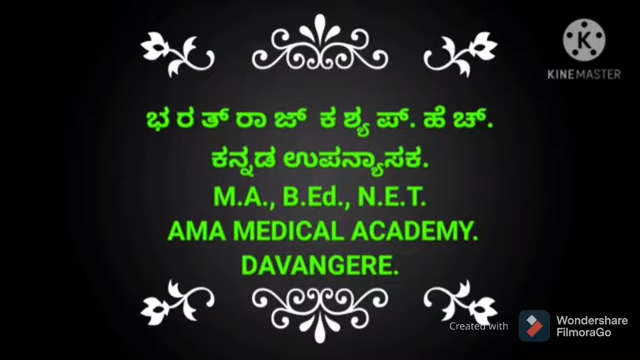 KINEMASTER
ಭ ರ ತ್ ರಾ ಜ್ ಕ ಶ್ಯ ಪ್. ಹೆ ಚ್.
ಕನ್ನಡ ಉಪನ್ಯಾಸಕ.
M.A., B.Ed., N.E.T.
AMA MEDICAL ACADEMY.
DAVANGERE.
Created with
Wondershare
FilmoraGo